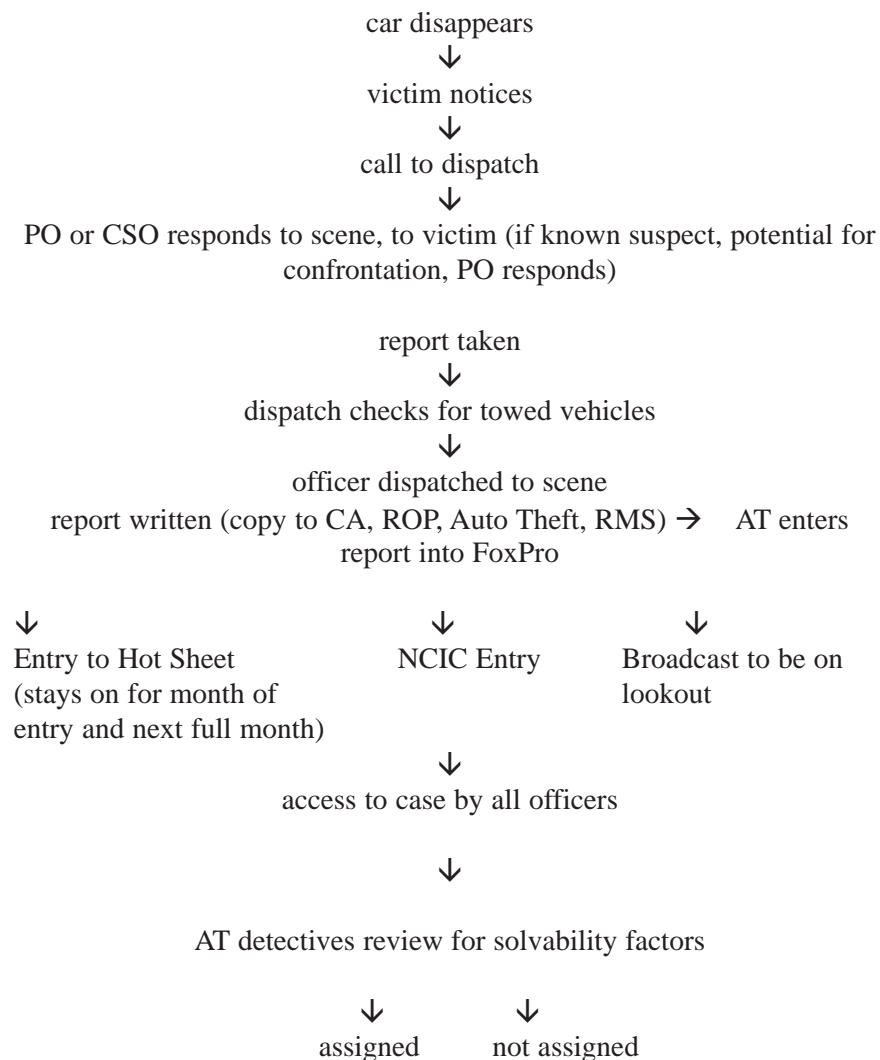 car disappears
↓
victim notices
↓
call to dispatch
↓
PO or CSO responds to scene, to victim (if known suspect, potential for
confrontation, PO responds)
report taken
↓
dispatch checks for towed vehicles
↓
officer dispatched to scene
report written (copy to CA, ROP, Auto Theft, RMS) → AT enters
report into FoxPro
↓ ↓ ↓
Entry to Hot Sheet NCIC Entry Broadcast to be on
(stays on for month of lookout
entry and next full month)
↓
access to case by all officers
↓
AT detectives review for solvability factors
↓ ↓
assigned not assigned